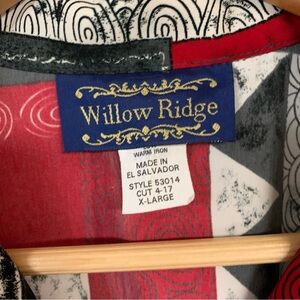 Willow Ridge
WARM IRON
MADE IN
EL SALVADOR
STYLE 53014
CUT 4-17
X-LARGE